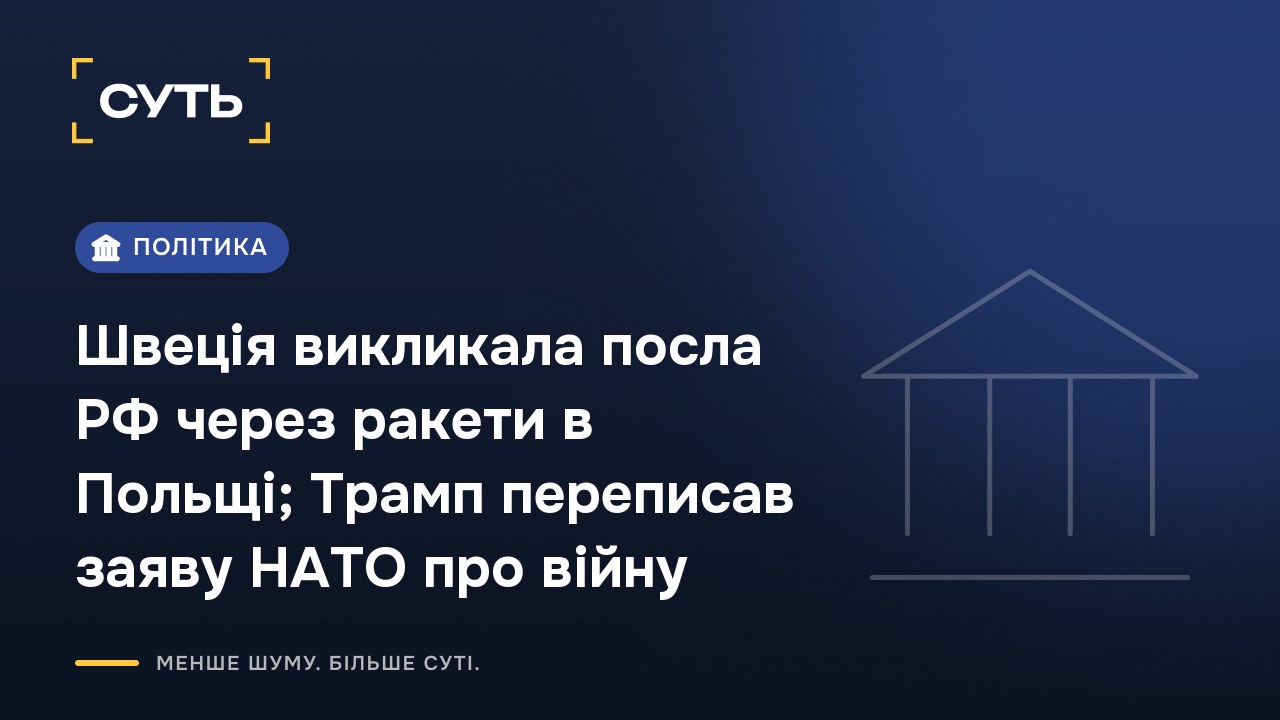 СУТЬ
ПОЛІТИКА
Швеція викликала посла
РФ через ракети в
Польщі; Трамп переписав
заяву НАТО про війну
МЕНШЕ ШУМУ. БІЛЬШЕ СУТІ.